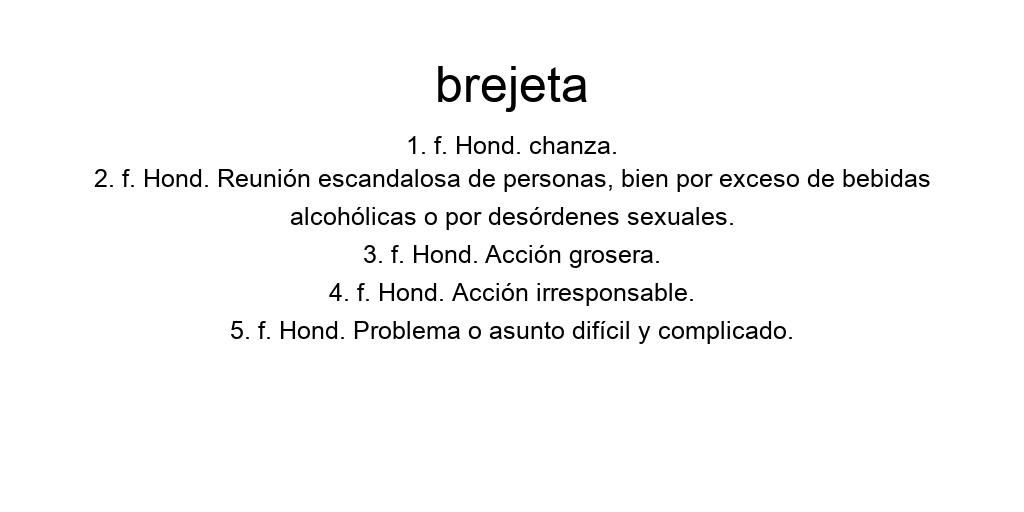 brejeta
1. f. Hond. chanza.
2. f. Hond. Reunión escandalosa de personas, bien por exceso de bebidas
alcohólicas o por desórdenes sexuales.
3. f. Hond. Acción grosera.
4. f. Hond. Acción irresponsable.
5. f. Hond. Problema o asunto difícil y complicado.